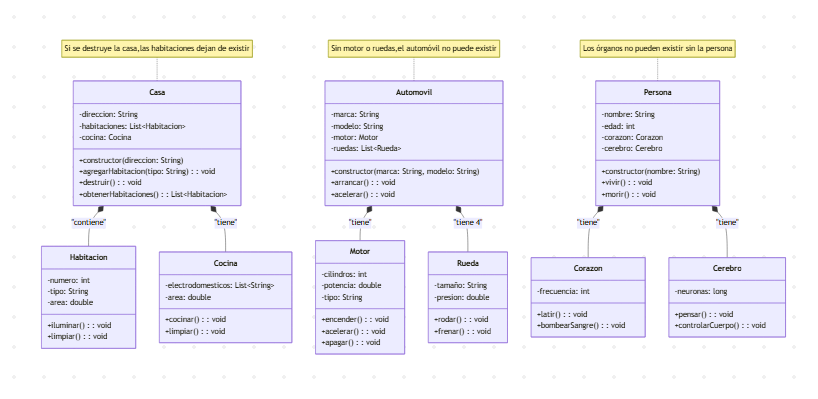 Si se destruye la casa,las habitaciones dejan de existir
Casa
-direccion: String
-habitaciones: List<Habitacion>
-cocina: Cocina
+constructor(direccion: String)
+agregarHabitacion(tipo: String) : : void
+destruir() : : void
+obtenerHabitaciones() : : List<Habitacion>
"contiene"
"tiene"
Habitacion
-numero: int
-tipo: String
-area: double
+iluminar() : : void
+limpiar() : : void
Cocina
-electrodomesticos: List<String>
-area: double
+cocinar() : : void
+limpiar() : : void
Sin motor o ruedas,el automóvil no puede existir
Automovil
-marca: String
-modelo: String
-motor: Motor
-ruedas: List<Rueda>
+constructor(marca: String, modelo: String)
+arrancar() : : void
+acelerar() : : void
"tiene"
"tiene 4"
Motor
-cilindros: int
-potencia: double
-tipo: String
+encender() : : void
+acelerar() : : void
+apagar() : : void
Rueda
-tamaño: String
-presion: double
+rodar() : : void
+frenar() : : void
Los órganos no pueden existir sin la persona
Persona
-nombre: String
-edad: int
-corazon: Corazon
-cerebro: Cerebro
+constructor(nombre: String)
+vivir() : : void
+morir() : : void
"tiene"
"tiene"
Corazon
-frecuencia: int
+latir() : : void
+bombearSangre() : : void
Cerebro
-neuronas: long
+pensar() : : void
+controlarCuerpo() : : void